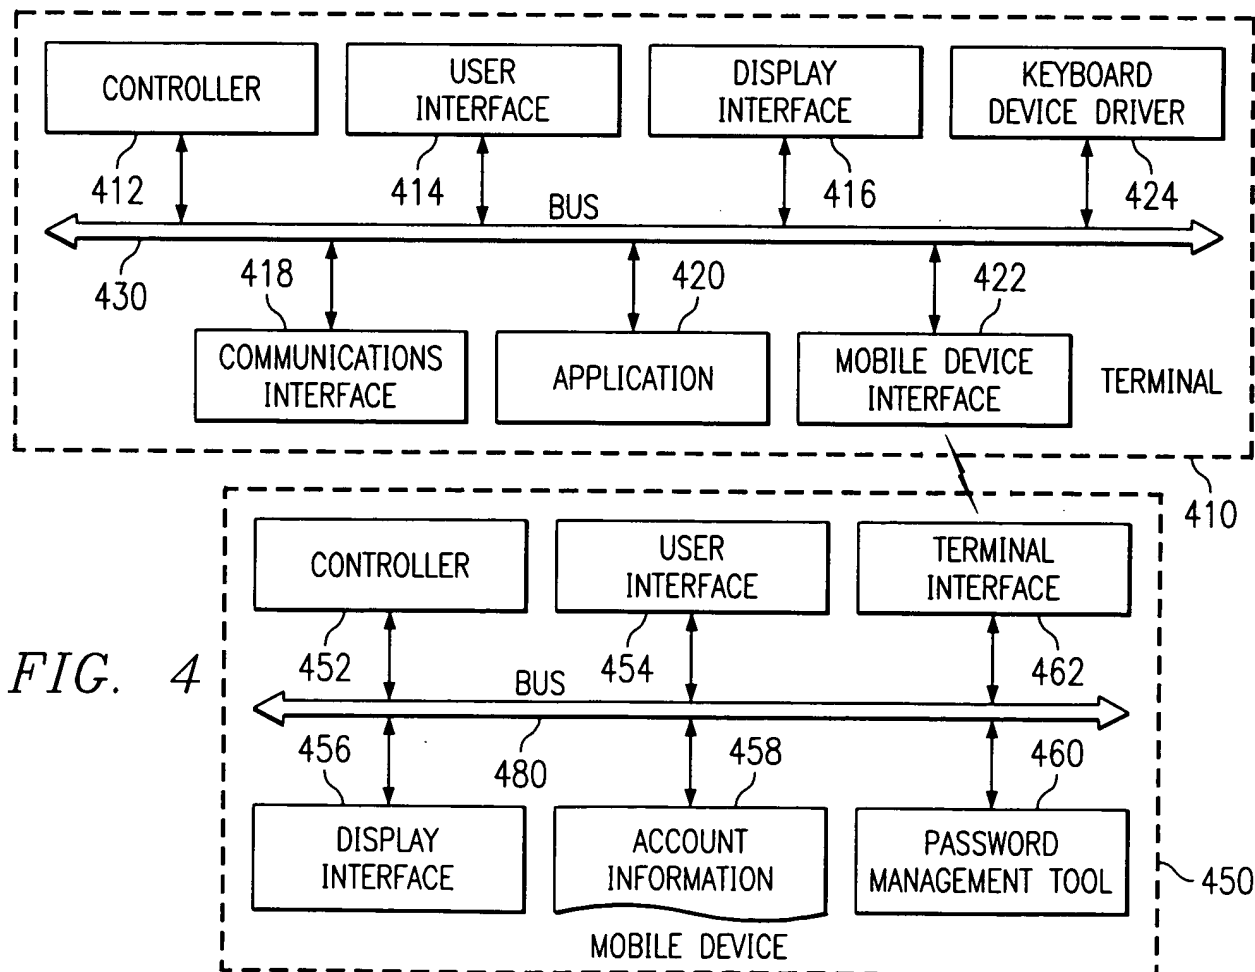 CONTROLLER
USER
INTERFACE
DISPLAY
INTERFACE
KEYBOARD
DEVICE DRIVER
412
414
416
424
BUS
430
418
420
422
COMMUNICATIONS
INTERFACE
APPLICATION
MOBILE DEVICE
INTERFACE
TERMINAL
410
CONTROLLER
USER
INTERFACE
TERMINAL
INTERFACE
452
454
462
FIG. 4
BUS
456
480
458
460
DISPLAY
INTERFACE
ACCOUNT
INFORMATION
PASSWORD
MANAGEMENT TOOL
450
MOBILE DEVICE